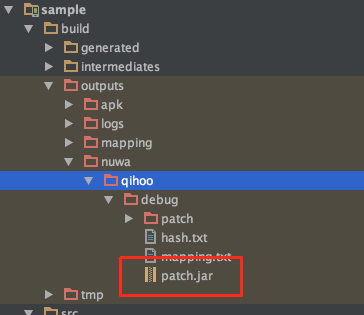 sample
build
generated
intermediates
outputs
apk
logs
mapping
nuwa
qihoo
debug
patch
hash.txt
mapping.txt
patch.jar
tmp
src